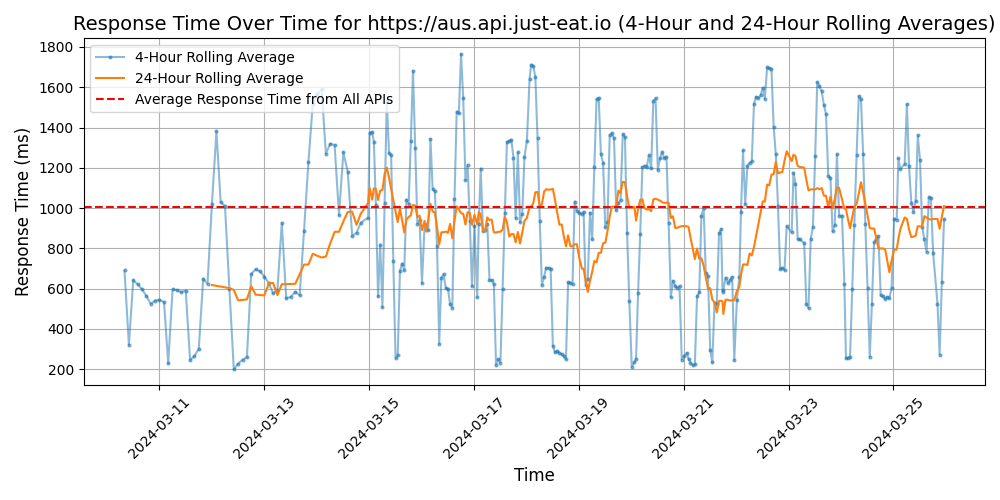 Response Time Over Time for https://aus.api.just-eat.io (4-Hour and 24-Hour Rolling Averages)
4-Hour Rolling Average
24-Hour Rolling Average
Average Response Time from All APIs
Response Time (ms)
1800
1600
1400
1200
1000
800
600
400
200
2024-03-11
2024-03-13
2024-03-15
2024-03-17
2024-03-19
2024-03-21
2024-03-23
2024-03-25
Time